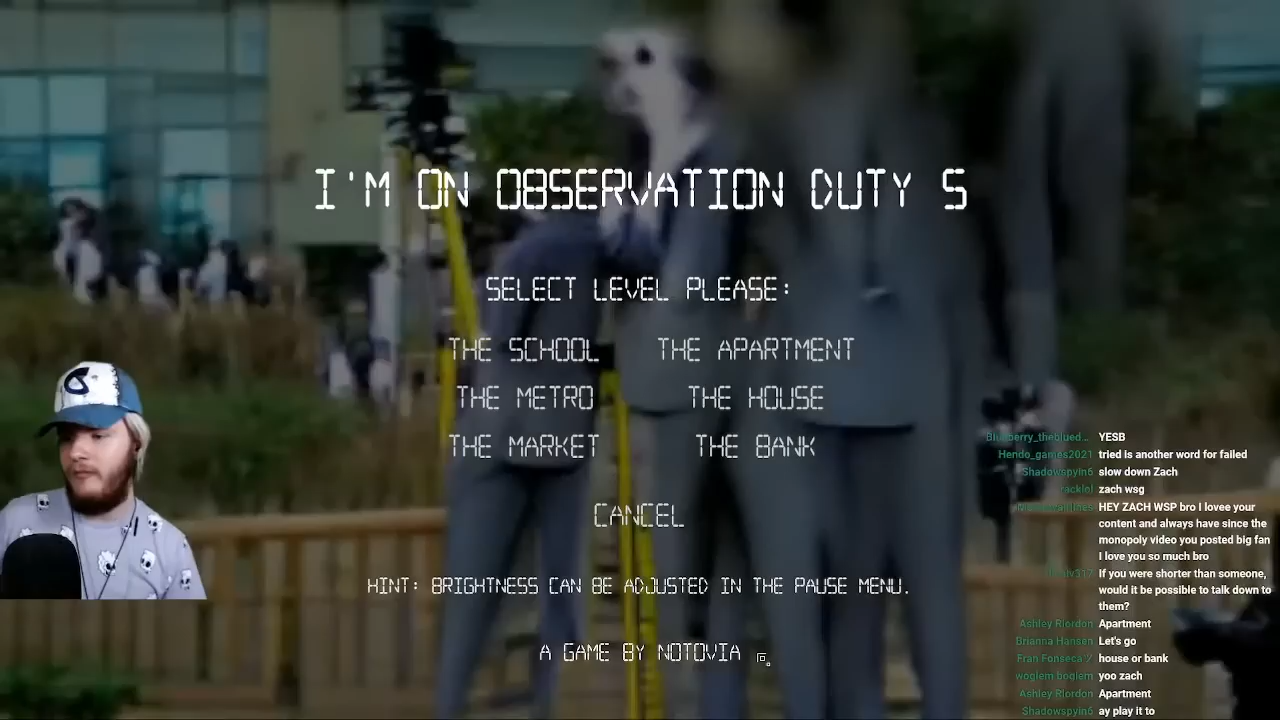 I'M ON OBSERVATION DUTY 5
SELECT LEVEL PLEASE:
THE SCHOOL THE APARTMENT
THE METRO THE HOUSE
THE MARKET THE BANK
CANCEL
HINT: BRIGHTNESS CAN BE ADJUSTED IN THE PAUSE MENU.
A GAME BY NOTOVIA
YESB
Hendo_games2021 tried is another word for failed
Shadowspyin6 slow down Zach
zach wsg
HEY ZACH WSP bro I lovee your
content and always have since the
monopoly video you posted big fan
I love you so much bro
If you were shorter than someone,
would it be possible to talk down to
them?
Ashley Riordon Apartment
Brianna Hansen Let's go
Fran Fonseca house or bank
woglem boglem yoo zach
Ashley Riordon Apartment
Shadowspyin6 ay play it to